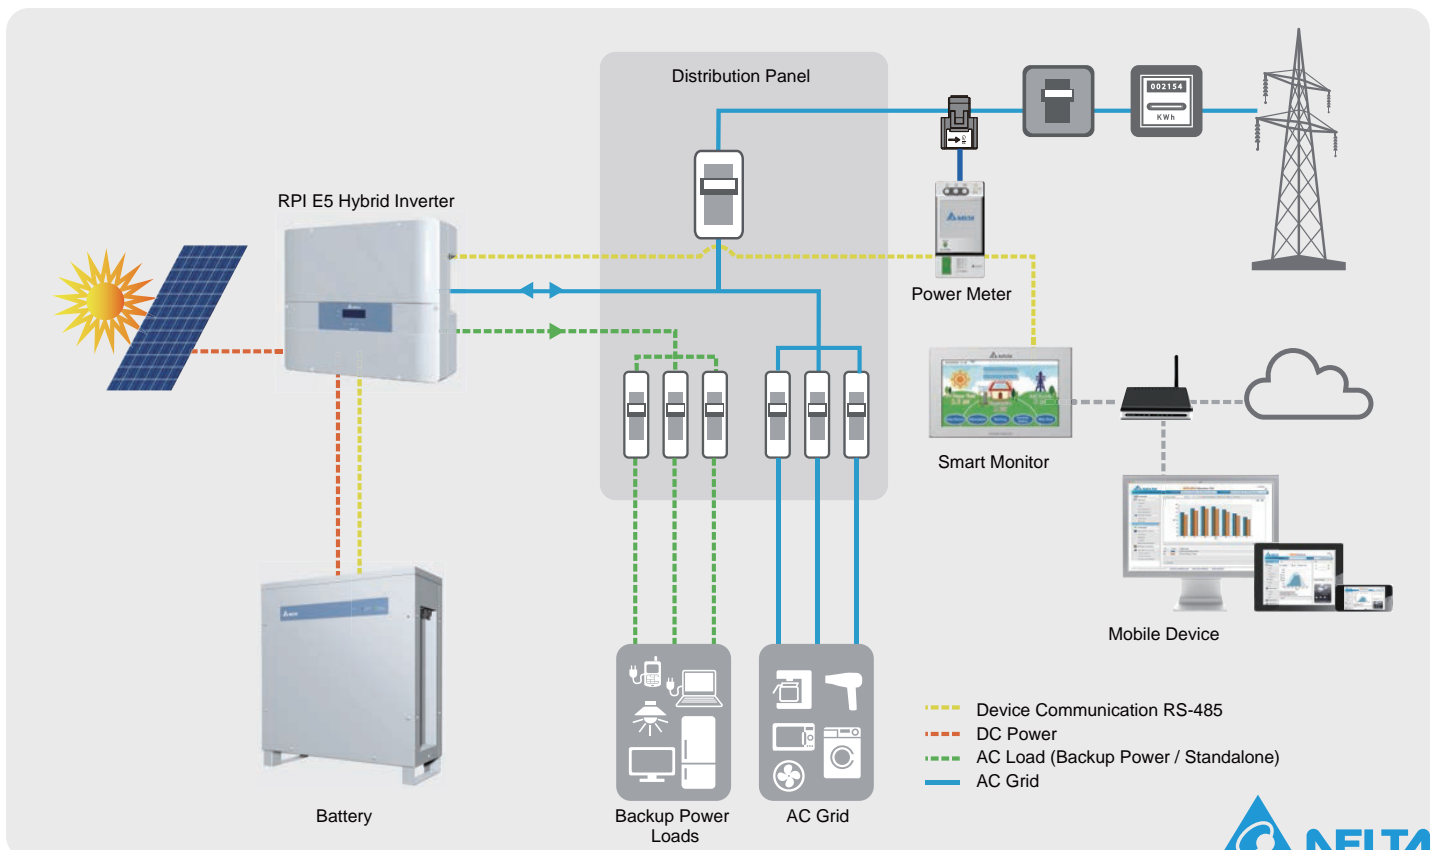 Distribution Panel
002154
KWh
RPI E5 Hybrid Inverter
Power Meter
Smart Monitor
Mobile Device
Device Communication RS-485
DC Power
AC Load (Backup Power / Standalone)
AC Grid
Battery
Backup Power
Loads
AC Grid